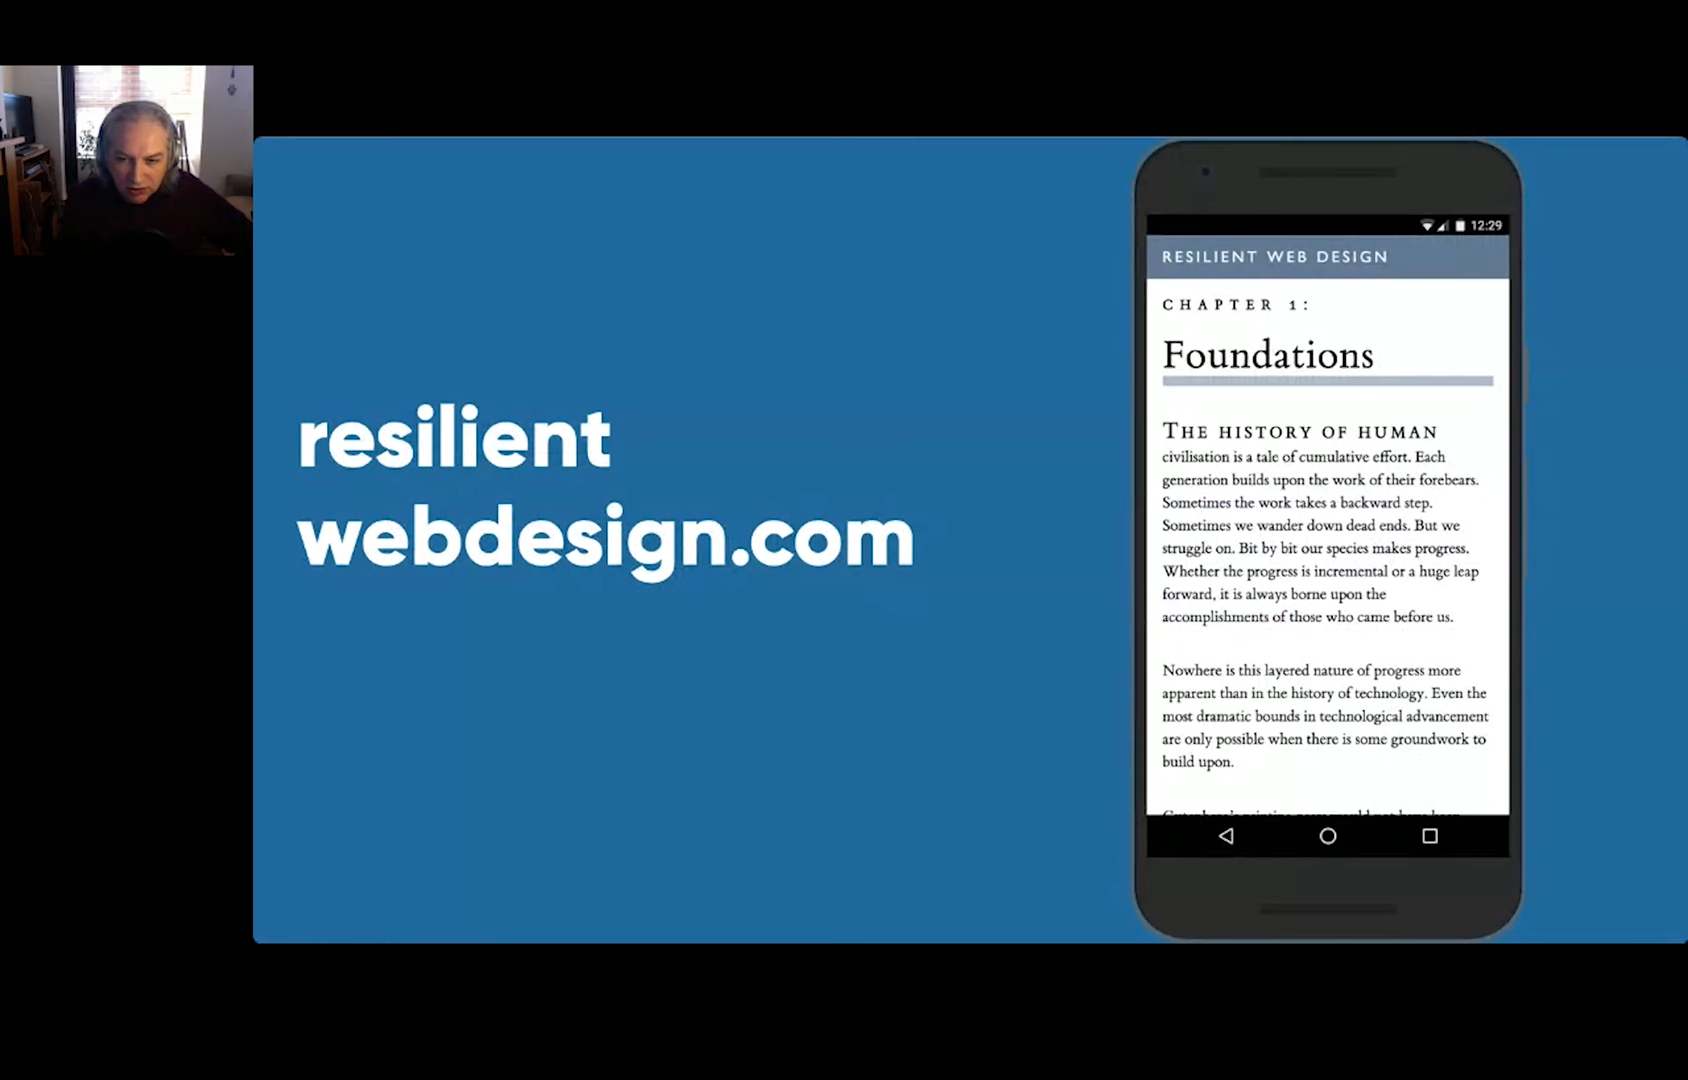 resilient
webdesign.com
12:29
RESILIENT WEB DESIGN
CHAPTER 1:
Foundations
THE HISTORY OF HUMAN
civilisation is a tale of cumulative effort. Each
generation builds upon the work of their forebears.
Sometimes the work takes a backward step.
Sometimes we wander down dead ends. But we
struggle on. Bit by bit our species makes progress.
Whether the progress is incremental or a huge leap
forward, it is always borne upon the
accomplishments of those who came before us.
Nowhere is this layered nature of progress more
apparent than in the history of technology. Even the
most dramatic bounds in technological advancement
are only possible when there is some groundwork to
build upon.